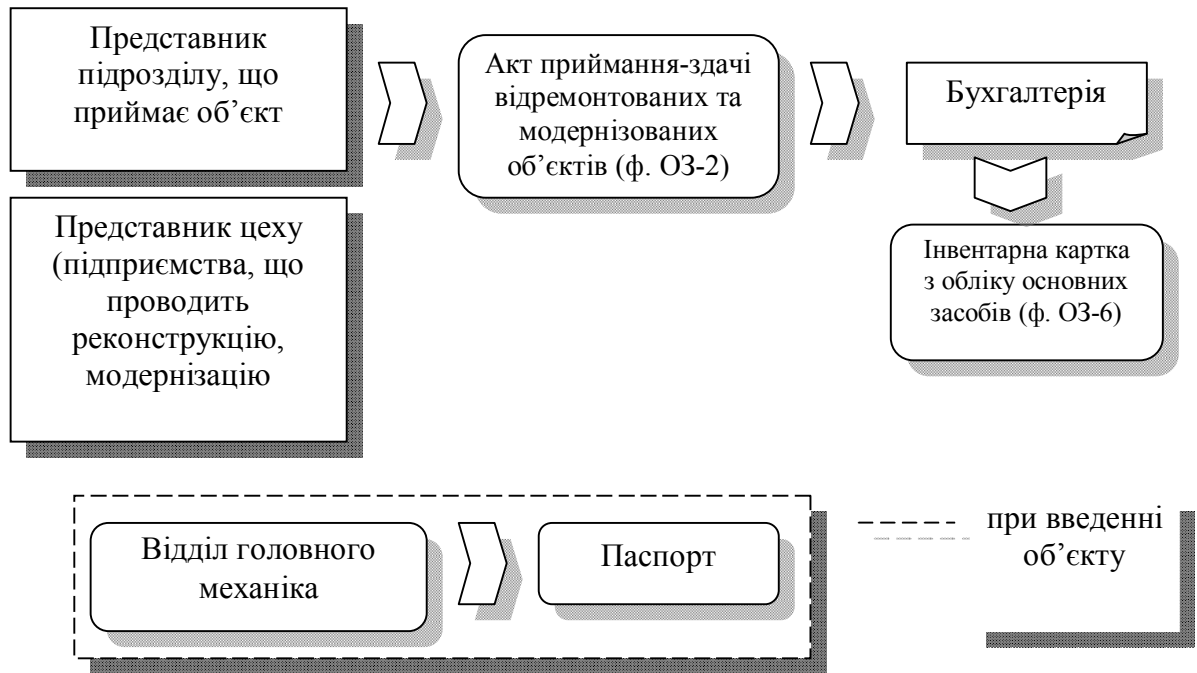 Представник
підрозділу, що
приймає об’єкт
Акт приймання-здачі
відремонтованих та
модернізованих
об’єктів (ф. ОЗ-2)
Бухгалтерія
Інвентарна картка
з обліку основних
засобів (ф. ОЗ-6)
Представник цеху
(підприємства, що
проводить
реконструкцію,
модернізацію
Відділ головного
механіка
Паспорт
при введенні
об’єкту